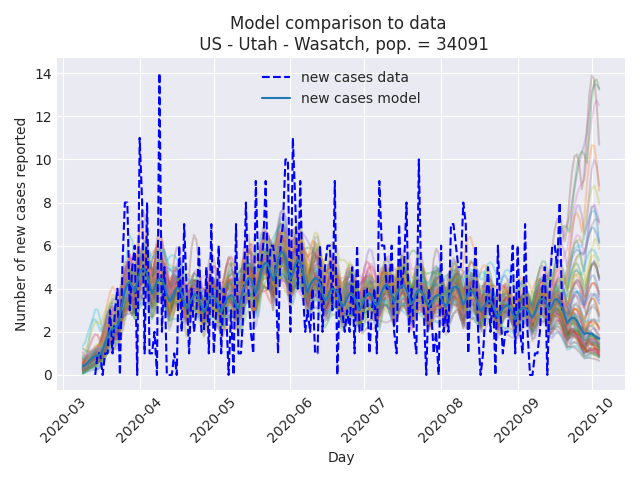 Model comparison to data
US - Utah - Wasatch, pop. = 34091
new cases data
new cases model
Number of new cases reported
14
12
10
8
6
4
2
0
2020-03
2020-04
2020-05
2020-06
2020-07
2020-08
2020-09
2020-10
Day